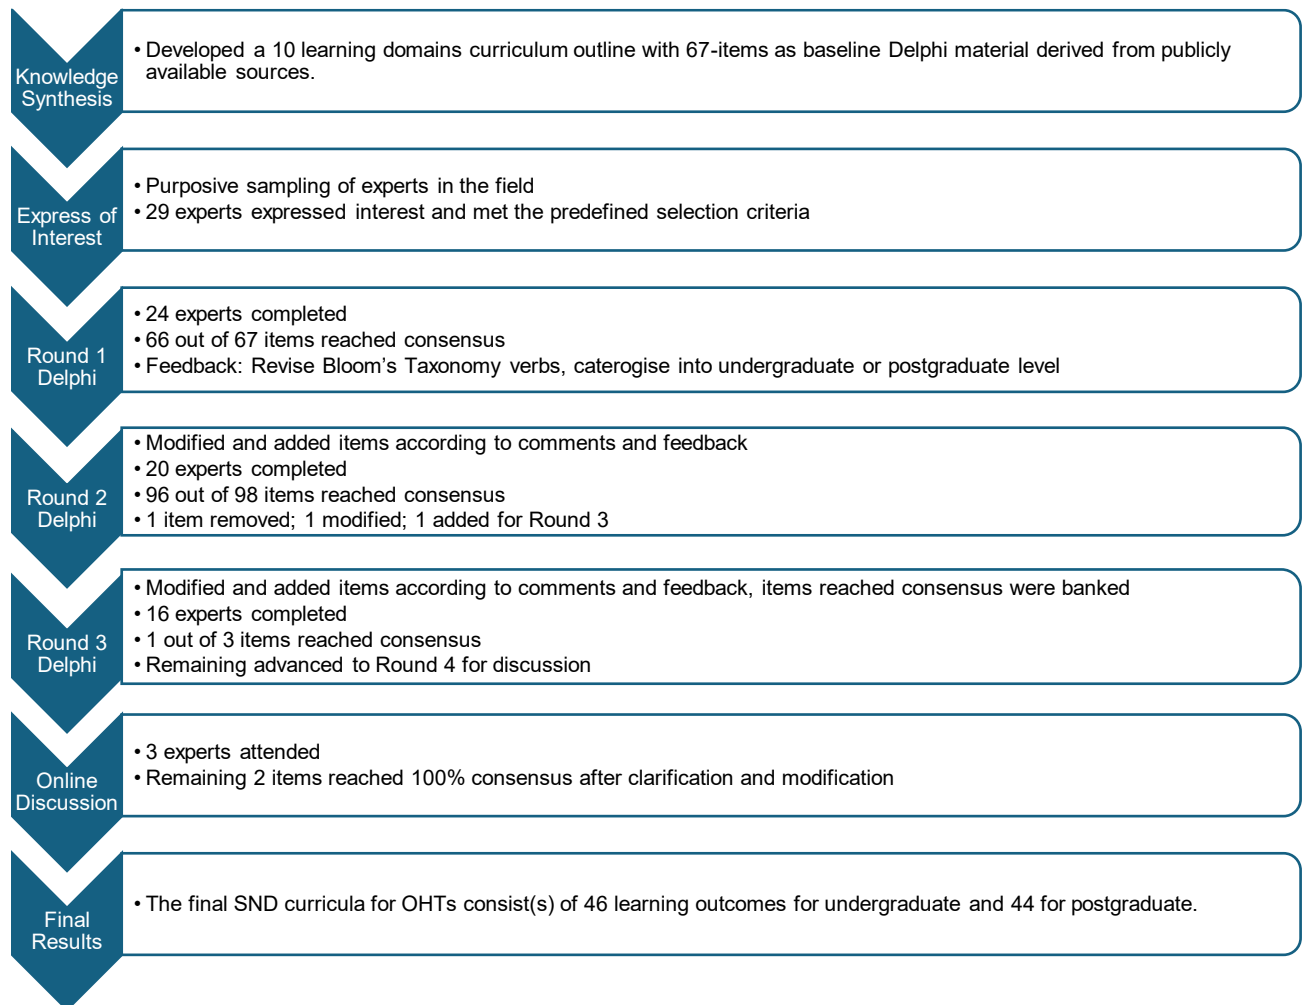 Knowledge
Synthesis
• Developed a 10 learning domains curriculum outline with 67-items as baseline Delphi material derived from publicly
available sources.
Express of
Interest
• Purposive sampling of experts in the field
• 29 experts expressed interest and met the predefined selection criteria
Round 1
Delphi
• 24 experts completed
• 66 out of 67 items reached consensus
• Feedback: Revise Bloom’s Taxonomy verbs, caterogise into undergraduate or postgraduate level
Round 2
Delphi
• Modified and added items according to comments and feedback
• 20 experts completed
• 96 out of 98 items reached consensus
• 1 item removed; 1 modified; 1 added for Round 3
Round 3
Delphi
• Modified and added items according to comments and feedback, items reached consensus were banked
• 16 experts completed
• 1 out of 3 items reached consensus
• Remaining advanced to Round 4 for discussion
Online
Discussion
• 3 experts attended
• Remaining 2 items reached 100% consensus after clarification and modification
Final
Results
• The final SND curricula for OHTs consist(s) of 46 learning outcomes for undergraduate and 44 for postgraduate.